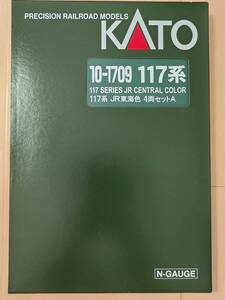 PRECISION RAILROAD MODELS
KATO
10-1709 117系
117 SERIES JR CENTRAL COLOR
117系 JR東海色 4両セットA
N-GAUGE